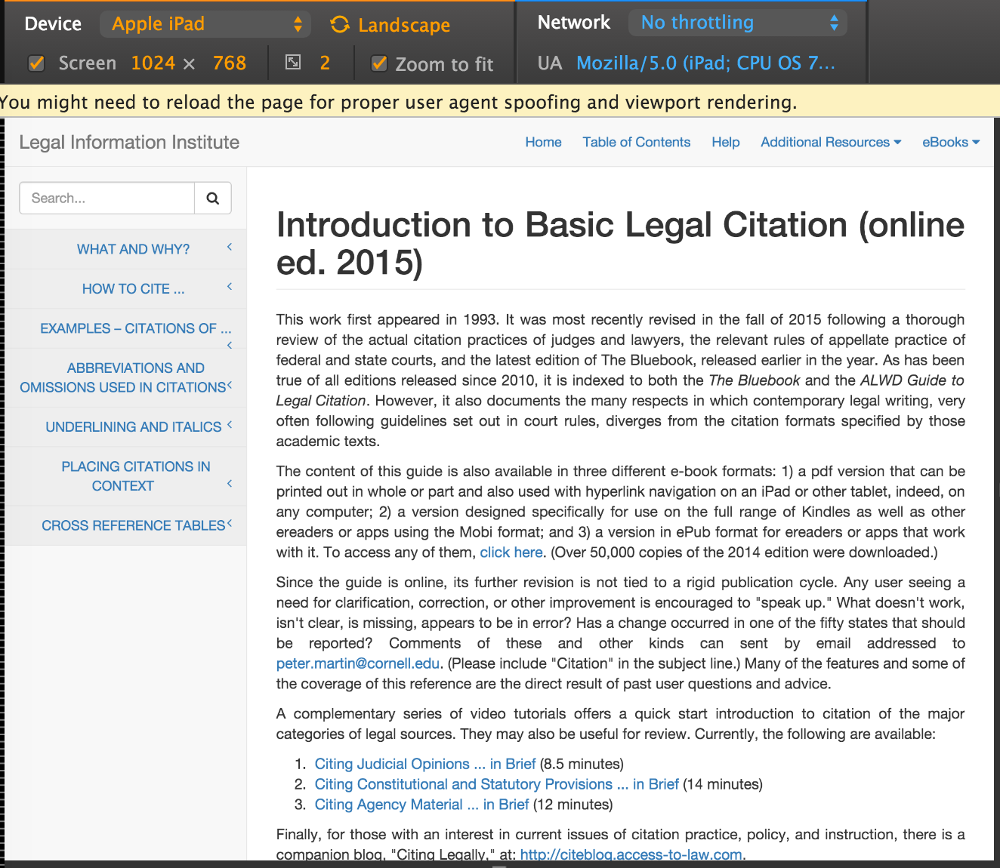 Device Apple iPad Landscape Network No throttling
Screen 1024 × 768 2 Zoom to fit UA Mozilla/5.0 (iPad; CPU OS 7...
You might need to reload the page for proper user agent spoofing and viewport rendering.
Legal Information Institute Home Table of Contents Help Additional Resources eBooks
Search...
WHAT AND WHY?
HOW TO CITE ...
EXAMPLES – CITATIONS OF ...
ABBREVIATIONS AND
OMISSIONS USED IN CITATIONS
UNDERLINING AND ITALICS
PLACING CITATIONS IN
CONTEXT
CROSS REFERENCE TABLES
Introduction to Basic Legal Citation (online
ed. 2015)
This work first appeared in 1993. It was most recently revised in the fall of 2015 following a thorough
review of the actual citation practices of judges and lawyers, the relevant rules of appellate practice of
federal and state courts, and the latest edition of The Bluebook, released earlier in the year. As has been
true of all editions released since 2010, it is indexed to both the The Bluebook and the ALWD Guide to
Legal Citation. However, it also documents the many respects in which contemporary legal writing, very
often following guidelines set out in court rules, diverges from the citation formats specified by those
academic texts.
The content of this guide is also available in three different e-book formats: 1) a pdf version that can be
printed out in whole or part and also used with hyperlink navigation on an iPad or other tablet, indeed, on
any computer; 2) a version designed specifically for use on the full range of Kindles as well as other
ereaders or apps using the Mobi format; and 3) a version in ePub format for ereaders or apps that work
with it. To access any of them, click here. (Over 50,000 copies of the 2014 edition were downloaded.)
Since the guide is online, its further revision is not tied to a rigid publication cycle. Any user seeing a
need for clarification, correction, or other improvement is encouraged to "speak up." What doesn't work,
isn't clear, is missing, appears to be in error? Has a change occurred in one of the fifty states that should
be reported? Comments of these and other kinds can sent by email addressed to
peter.martin@cornell.edu. (Please include "Citation" in the subject line.) Many of the features and some of
the coverage of this reference are the direct result of past user questions and advice.
A complementary series of video tutorials offers a quick start introduction to citation of the major
categories of legal sources. They may also be useful for review. Currently, the following are available:
1. Citing Judicial Opinions ... in Brief (8.5 minutes)
2. Citing Constitutional and Statutory Provisions ... in Brief (14 minutes)
3. Citing Agency Material ... in Brief (12 minutes)
Finally, for those with an interest in current issues of citation practice, policy, and instruction, there is a
companion blog, "Citing Legally," at: http://citeblog.access-to-law.com.